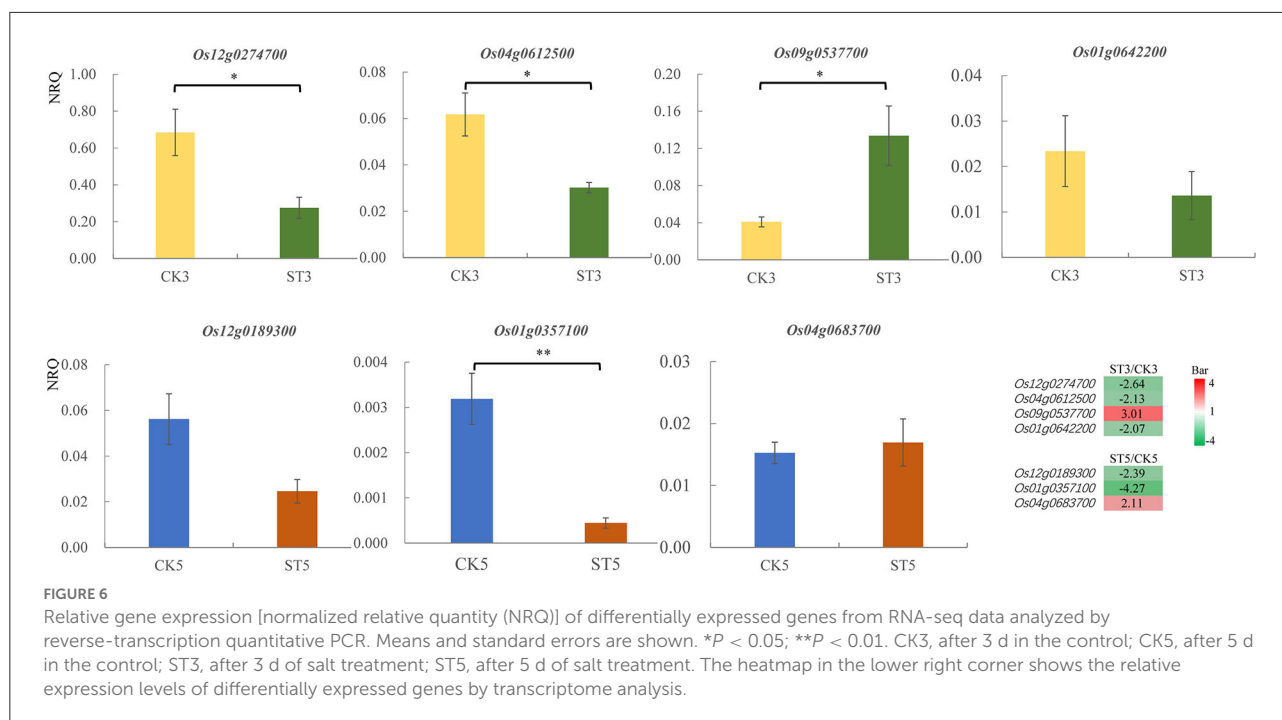 Os12g0274700
NRQ
1.00
0.80
0.60
0.40
0.20
0.00
*
CK3 ST3
Os04g0612500
0.08
0.06
0.04
0.02
0.00
*
CK3 ST3
Os09g0537700
0.20
0.16
0.12
0.08
0.04
0.00
*
CK3 ST3
Os01g0642200
0.04
0.03
0.02
0.01
0.00
CK3 ST3
Os12g0189300
NRQ
0.08
0.06
0.04
0.02
0.00
CK5 ST5
Os01g0357100
0.004
0.003
0.002
0.001
0.000
**
CK5 ST5
Os04g0683700
0.03
0.02
0.01
0.00
CK5 ST5
ST3/CK3
Os12g0274700 -2.64
Os04g0612500 -2.13
Os09g0537700 3.01
Os01g0642200 -2.07
ST5/CK5
Os12g0189300 -2.39
Os01g0357100 -4.27
Os04g0683700 2.11
Bar
4
1
-4
FIGURE 6
Relative gene expression [normalized relative quantity (NRQ)] of differentially expressed genes from RNA-seq data analyzed by
reverse-transcription quantitative PCR. Means and standard errors are shown. *P < 0.05; **P < 0.01. CK3, after 3 d in the control; CK5, after 5 d
in the control; ST3, after 3 d of salt treatment; ST5, after 5 d of salt treatment. The heatmap in the lower right corner shows the relative
expression levels of differentially expressed genes by transcriptome analysis.